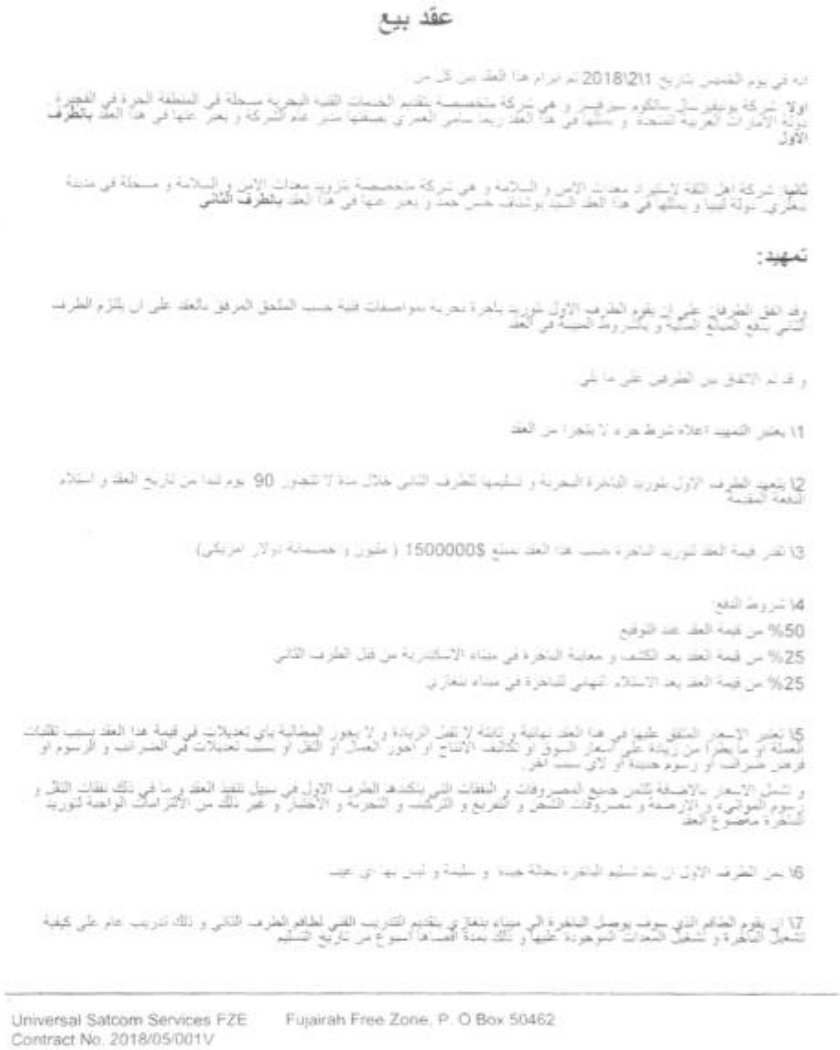 عقد بيع
انه في يوم الخميس بتاريخ 1\2\2018 تم ابرام هذا العقد بين كل من :
اولا: شركة يونيفيرسال ساتكوم سيرفيسز و هي شركة متخصصة بتقديم الخدمات الفنية البحرية مسجلة في المنطقة الحرة في الفجيرة
دولة الامارات العربية المتحدة و يمثلها في هذا العقد ريما سامي العمري بصفتها مدير عام الشركة و يعبر عنها في هذا العقد بالطرف
الاول
ثانيا: شركة اهل الثقة لاستيراد معدات الامن و السلامة و هي شركة متخصصة بتزويد معدات الامن و السلامة و مسجلة في مدينة
بنغازي دولة ليبيا و يمثلها في هذا العقد السيد بوشناف حسن حمد و يعبر عنها في هذا العقد بالطرف الثاني
تمهيد:
وقد اتفق الطرفان على ان يقوم الطرف الاول بتوريد باخرة بحرية بمواصفات فنية حسب الملحق المرفق بالعقد على ان يلتزم الطرف
الثاني بدفع المبالغ المالية و بالشروط المبينة في العقد
و قد تم الاتفاق بين الطرفين على ما يلي
1\ يعتبر التمهيد اعلاه شرط جزء لا يتجزا من العقد
2\ يتعهد الطرف الاول بتوريد الباخرة البحرية و تسليمها للطرف الثاني خلال مدة لا تتجاوز 90 يوم تبدا من تاريخ العقد و استلام
الدفعة المقدمة
3\ تقدر قيمة العقد لتوريد الباخرة حسب هذا العقد بمبلغ $1500000 ( مليون و خمسمائة دولار امريكي)
4\ شروط الدفع:
50% من قيمة العقد عند التوقيع
25% من قيمة العقد بعد الكشف و معاينة الباخرة في ميناء الاسكندرية من قبل الطرف الثاني
25% من قيمة العقد بعد الاستلام النهائي للباخرة في ميناء بنغازي
5\ تعتبر الاسعار المتفق عليها في هذا العقد نهائية و ثابتة لا تقبل الزيادة و لا يجوز المطالبة باي تعديلات في قيمة هذا العقد بسبب تقلبات
العملة او ما يطرا من زيادة على اسعار السوق او تكاليف الانتاج او اجور العمال او النقل او بسبب تعديلات في الضرائب و الرسوم او
فرض ضرائب او رسوم جديدة او لاي سبب اخر.
و تشمل الاسعار بالاضافة للثمن جميع المصروفات و النفقات التي يتكبدها الطرف الاول في سبيل تنفيذ العقد و ما في ذلك نفقات النقل و
رسوم الموانيء و الارصفة و مصروفات الشحن و التفريغ و التركيب و التجربة و الاختبار و غير ذلك من الالتزامات الواجبة لتوريد
الباخرة موضوع العقد
6\ يضمن الطرف الاول ان يتم تسليم الباخرة بحالة جيدة و سليمة و ليس بها اي عيب
7\ ان يقوم الطاقم الذي سوف يوصل الباخرة الى ميناء بنغازي بتقديم التدريب الفني لطاقم الطرف الثاني و ذلك تدريب عام على كيفية
تشغيل الباخرة و تشغيل المعدات الموجودة عليها و ذلك بمدة اقصاها اسبوع من تاريخ التسليم
Universal Satcom Services FZE Fujairah Free Zone, P. O Box 50462
Contract No. 2018/05/001V